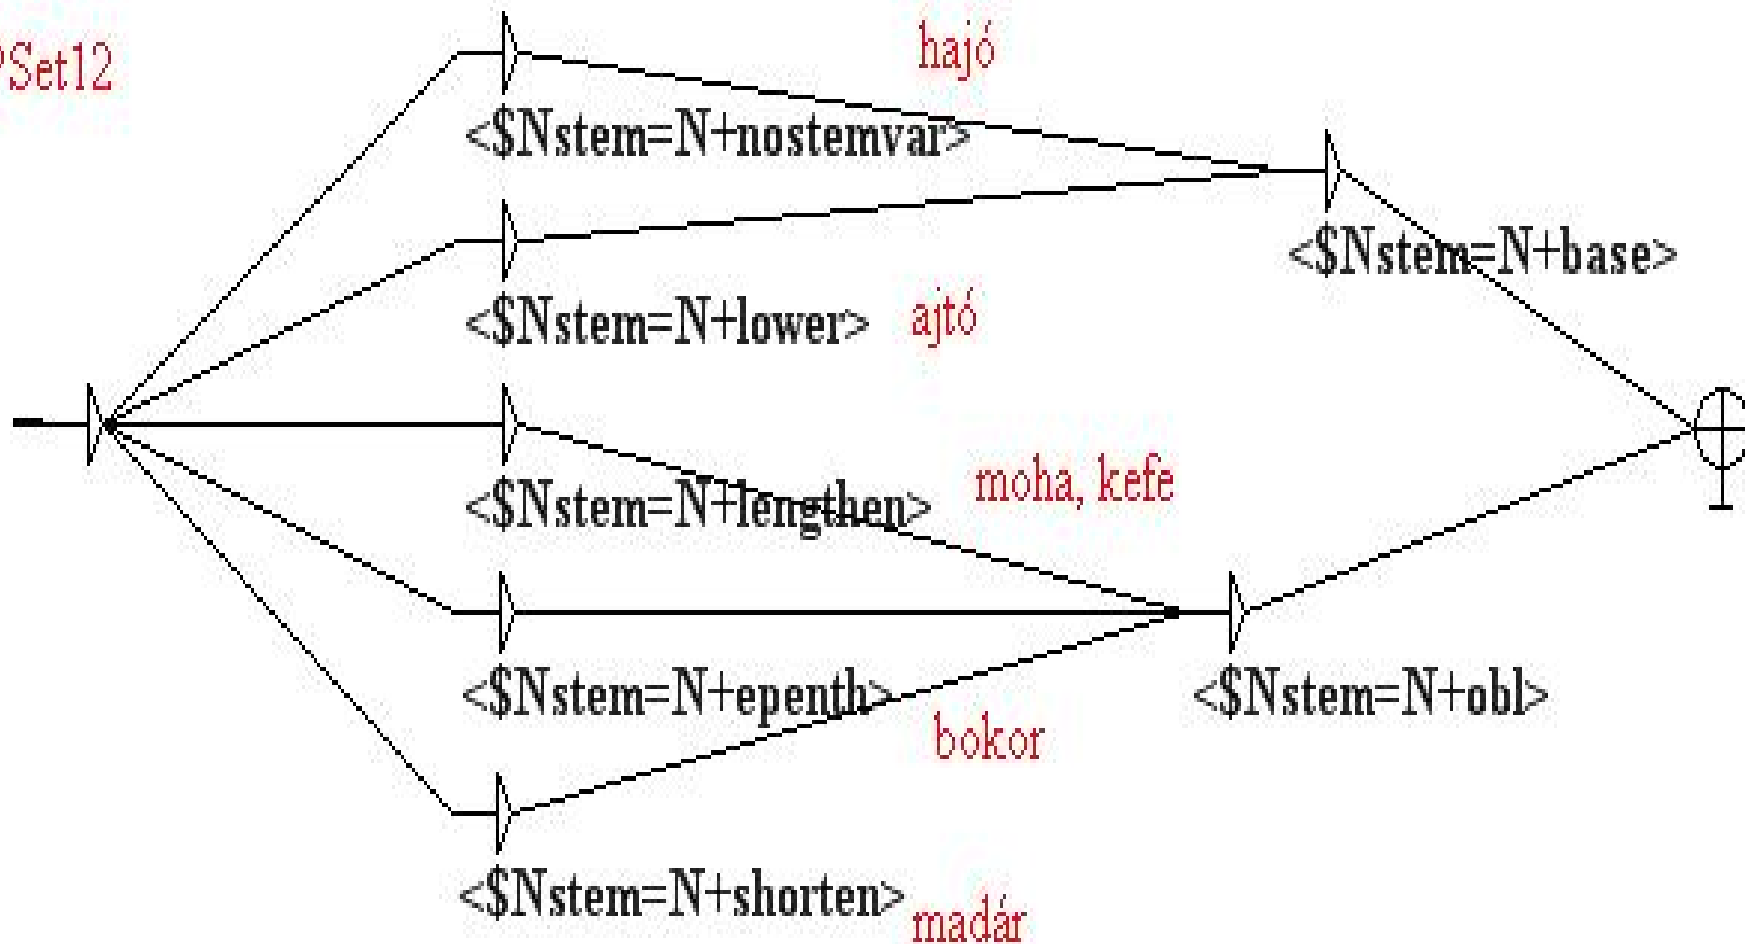 PSet12
hajó
<$Nstem=N+nostemvar>
<$Nstem=N+base>
<$Nstem=N+lower>
ajtó
<$Nstem=N+lengthen>
moha, kefe
<$Nstem=N+epenth>
<$Nstem=N+obl>
bokor
<$Nstem=N+shorten>
madár